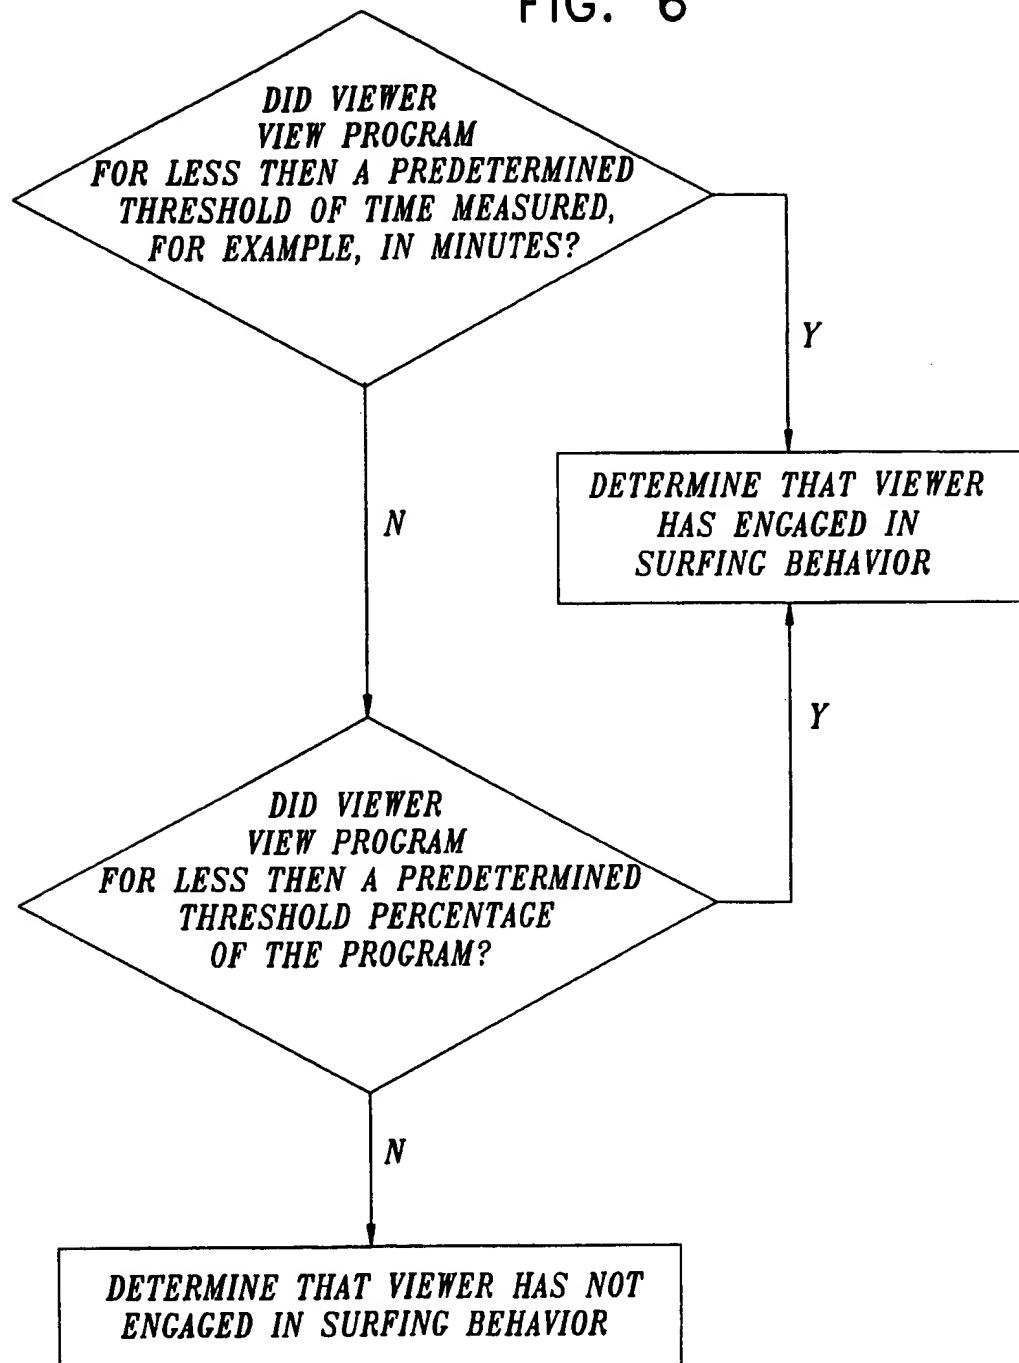 FIG. 6
DID VIEWER
VIEW PROGRAM
FOR LESS THEN A PREDETERMINED
THRESHOLD OF TIME MEASURED,
FOR EXAMPLE, IN MINUTES?
Y
N
DETERMINE THAT VIEWER
HAS ENGAGED IN
SURFING BEHAVIOR
Y
DID VIEWER
VIEW PROGRAM
FOR LESS THEN A PREDETERMINED
THRESHOLD PERCENTAGE
OF THE PROGRAM?
N
DETERMINE THAT VIEWER HAS NOT
ENGAGED IN SURFING BEHAVIOR